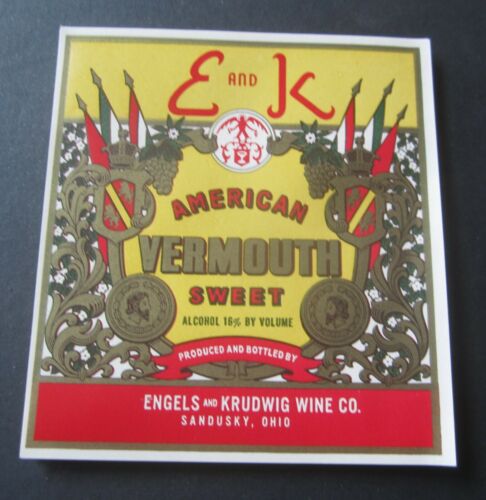 E AND K
AMERICAN
VERMOUTH
SWEET
ALCOHOL 16% BY VOLUME
PRODUCED AND BOTTLED BY
ENGELS AND KRUDWIG WINE CO.
SANDUSKY, OHIO